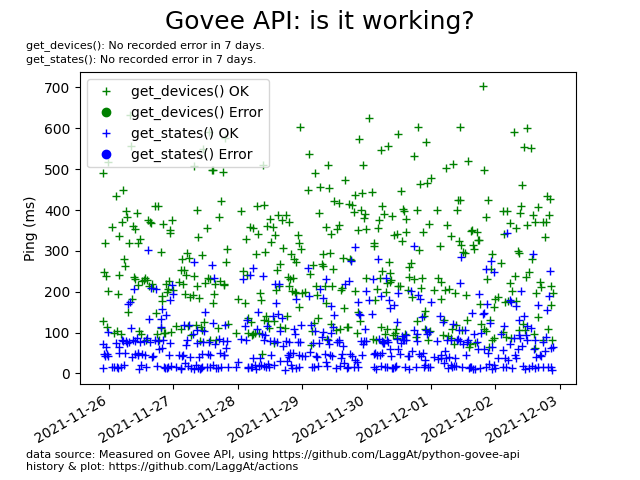 Govee API: is it working?
get_devices(): No recorded error in 7 days.
get_states(): No recorded error in 7 days.
get_devices() OK
get_devices() Error
get_states() OK
get_states() Error
Ping (ms)
700
600
500
400
300
200
100
0
2021-11-26
2021-11-27
2021-11-28
2021-11-29
2021-11-30
2021-12-01
2021-12-02
2021-12-03
data source: Measured on Govee API, using https://github.com/LaggAt/python-govee-api
history & plot: https://github.com/LaggAt/actions